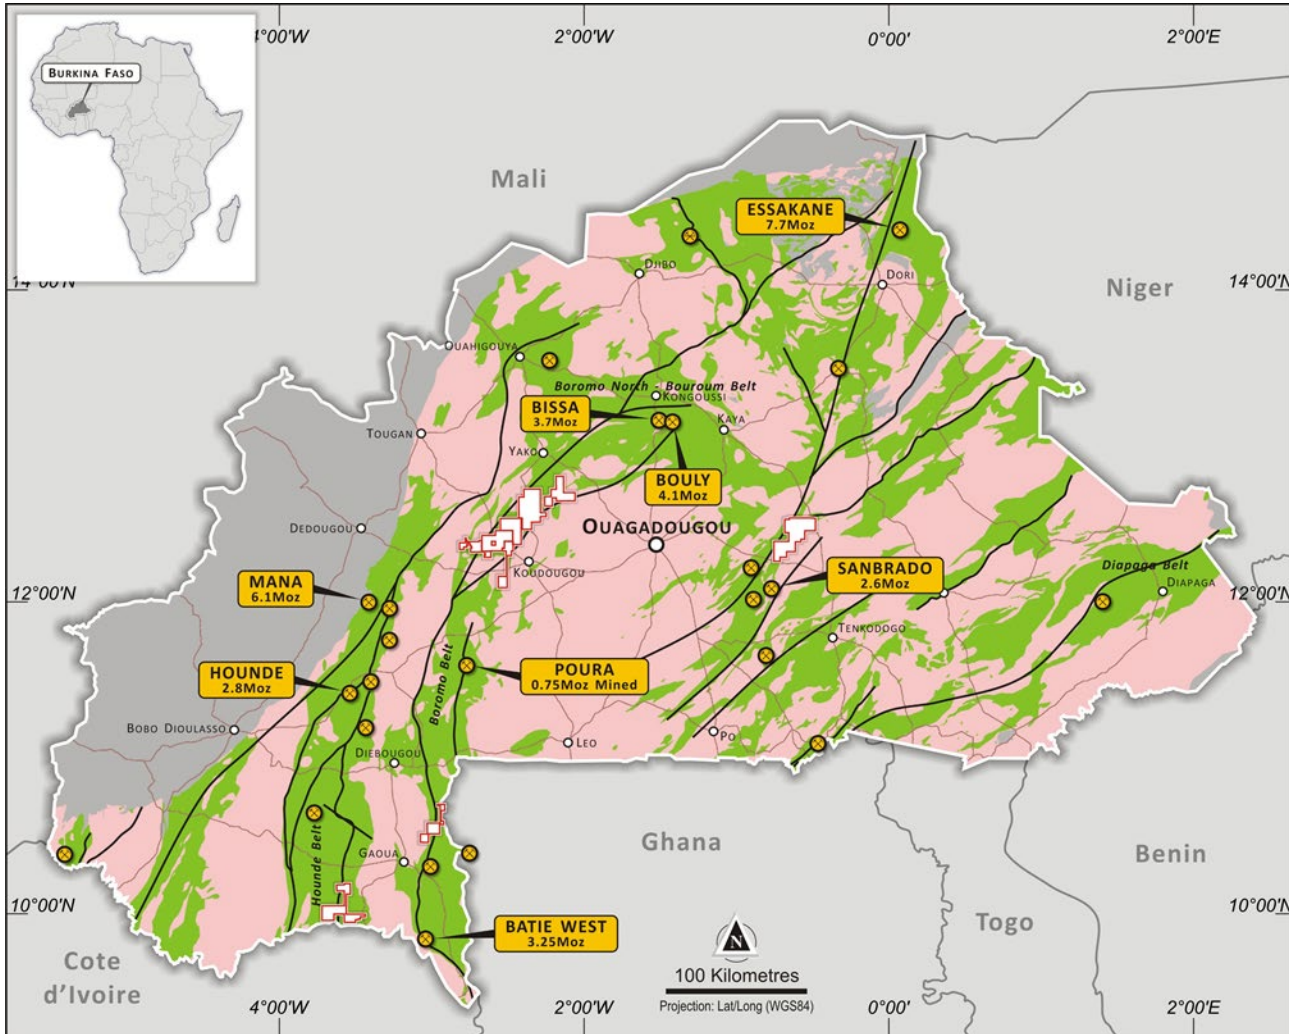 BURKINA FASO
4°00'W
2°00'W
0°00'
2°00'E
Mali
ESSAKANE
7.7Moz
DJIBO
DORI
Niger
14°00'N
14°00'N
OUAHIGOUYA
Boromo North - Bouroum Belt
KONGOUSSI
BISSA
3.7Moz
KAYA
TOUGAN
YAKO
BOULY
4.1Moz
DEDOUGOU
OUAGADOUGOU
KOUDOUGOU
MANA
6.1Moz
SANBRADO
2.6Moz
Diapaga Belt
DIAPAGA
12°00'N
12°00'N
TENKODOGO
HOUNDE
2.8Moz
Boromo Belt
POURA
0.75Moz Mined
BOBO DIOULASSO
DIEBOUGOU
LEO
PO
Hounde Belt
GAOUA
Ghana
Benin
10°00'N
10°00'N
BATIE WEST
3.25Moz
Togo
Cote
d'Ivoire
N
100 Kilometres
Projection: Lat/Long (WGS84)
4°00'W
2°00'W
0°00'
2°00'E